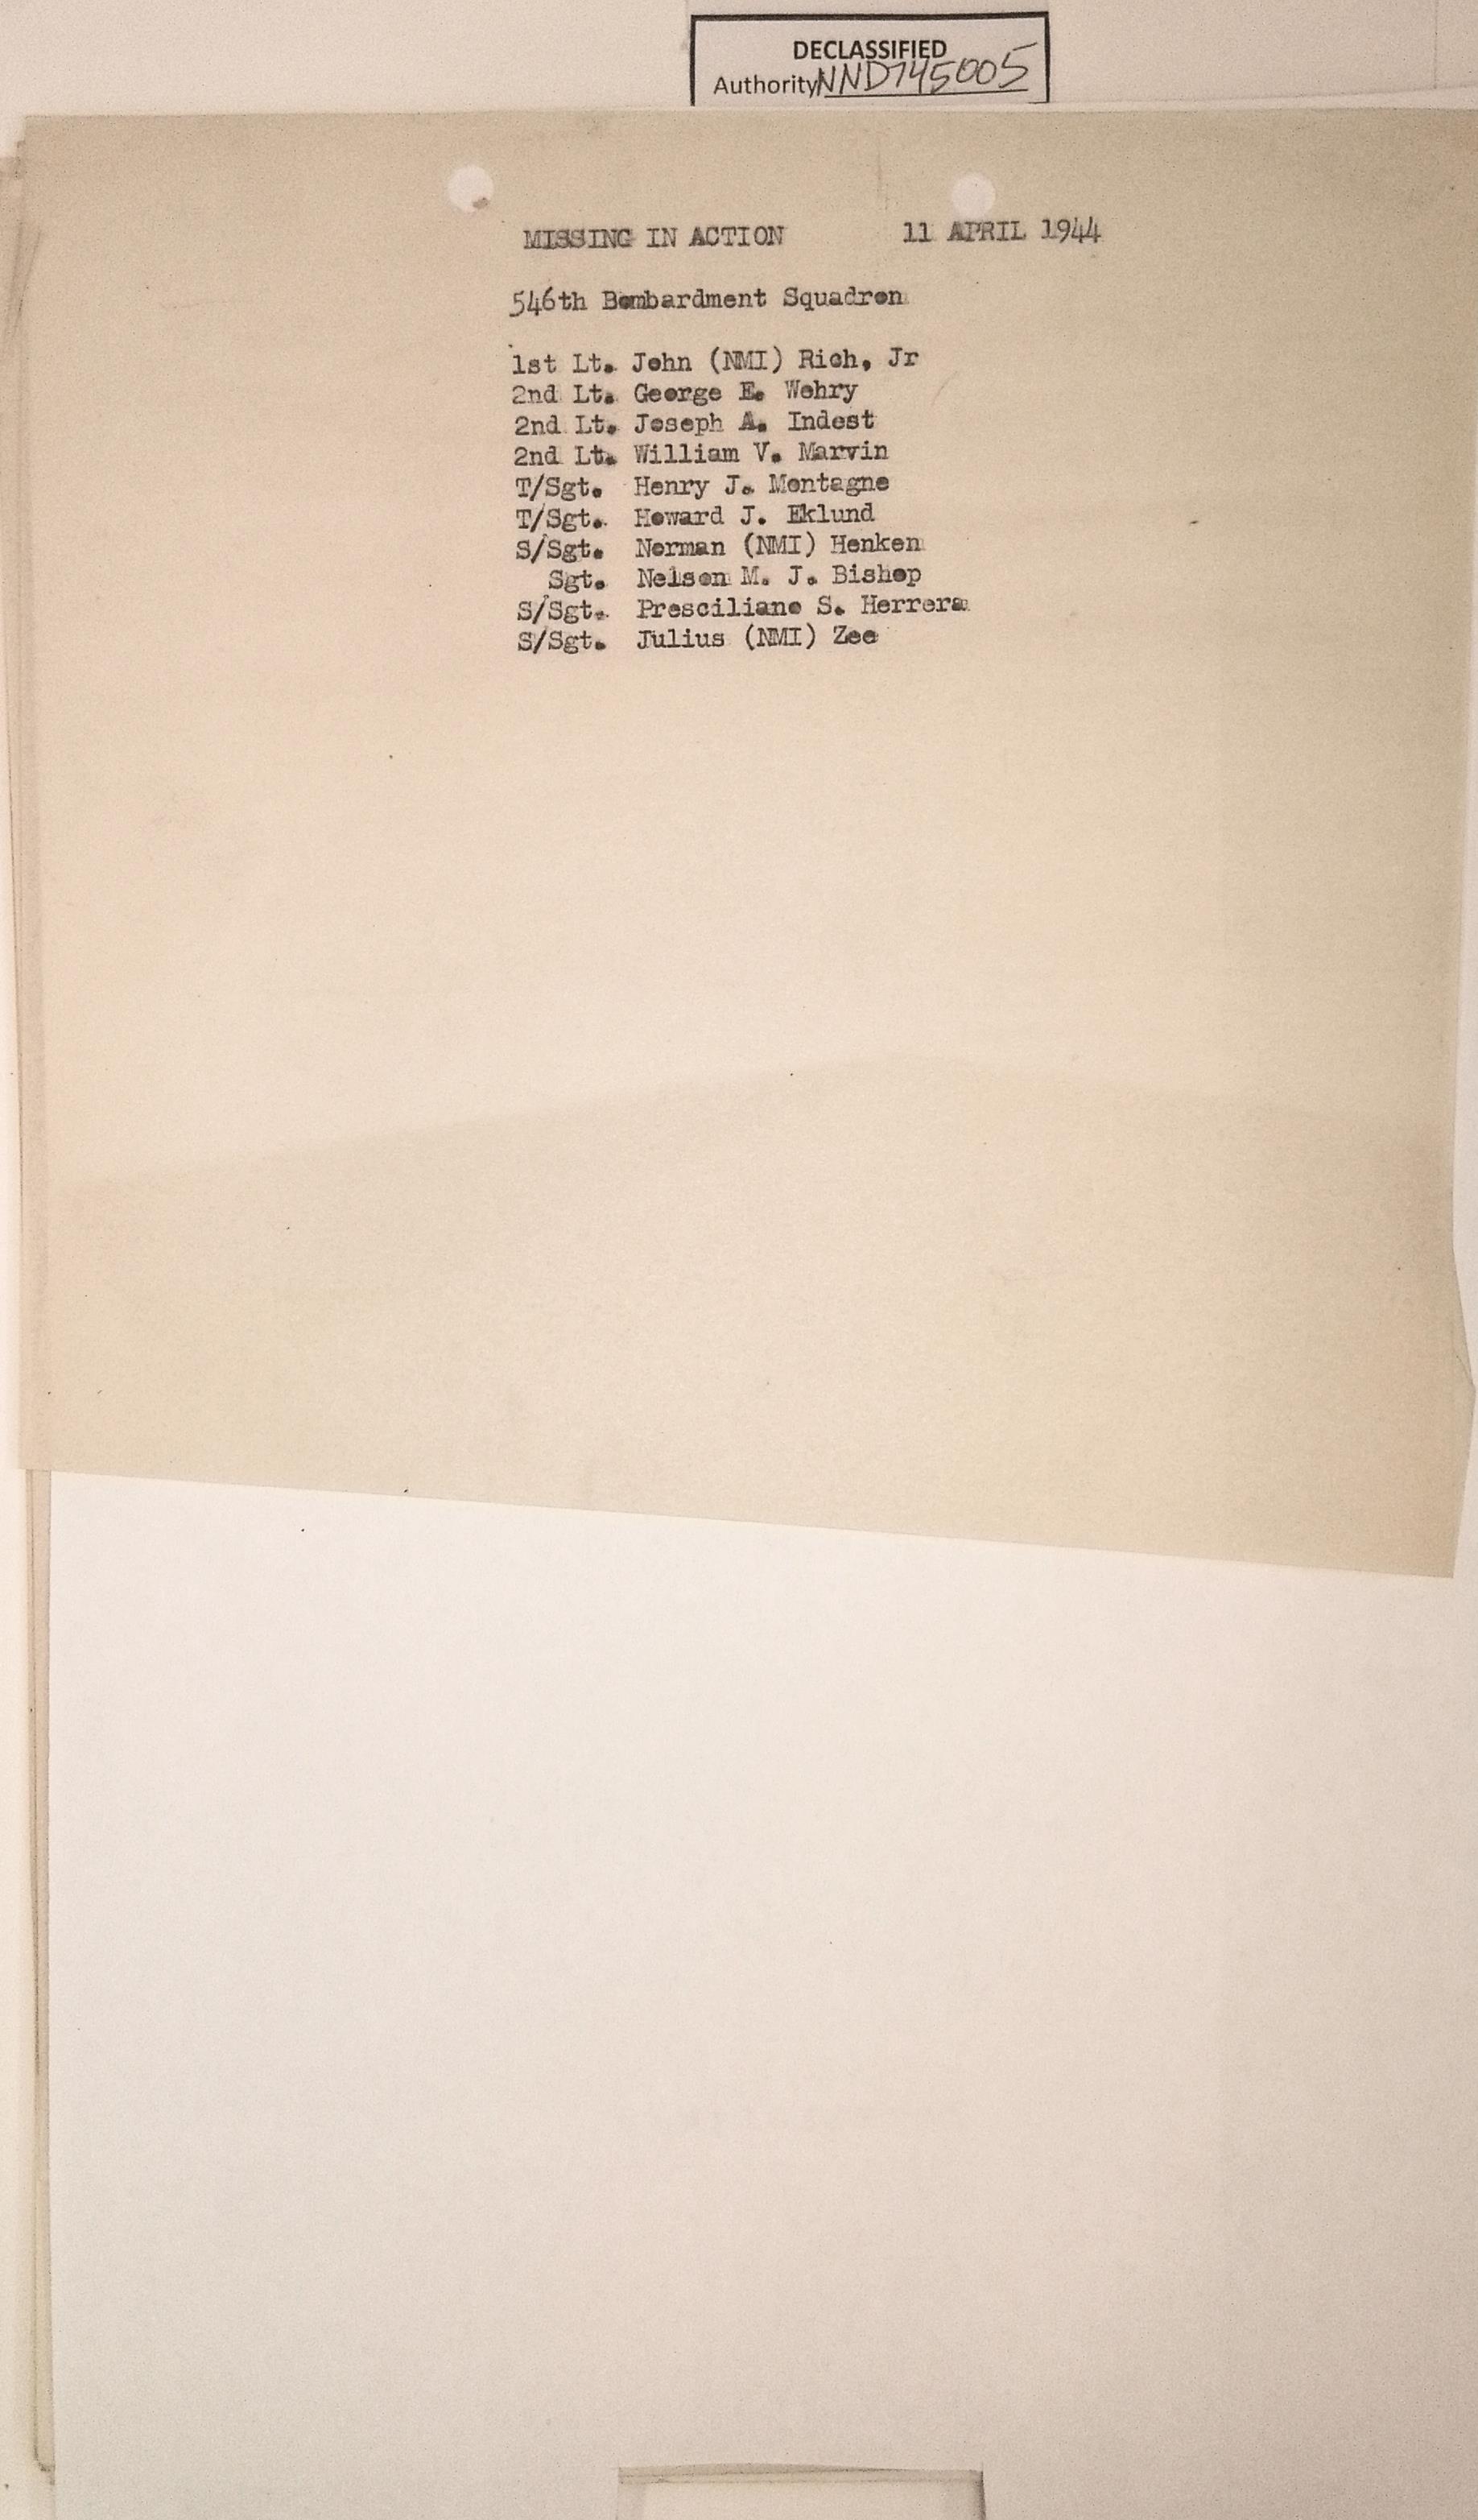 DECLASSIFIED
Authority NND745005
MISSING IN ACTION 11 APRIL 1944
546th Bombardment Squadron
1st Lt. John (NMI) Rich, Jr
2nd Lt. George E. Wehry
2nd Lt. Joseph A. Indest
2nd Lt. William V. Marvin
T/Sgt. Henry J. Montagne
T/Sgt. Howard J. Eklund
S/Sgt. Norman (NMI) Henken
Sgt. Nelson M. J. Bishop
S/Sgt. Presciliano S. Herrera
S/Sgt. Julius (NMI) Zee